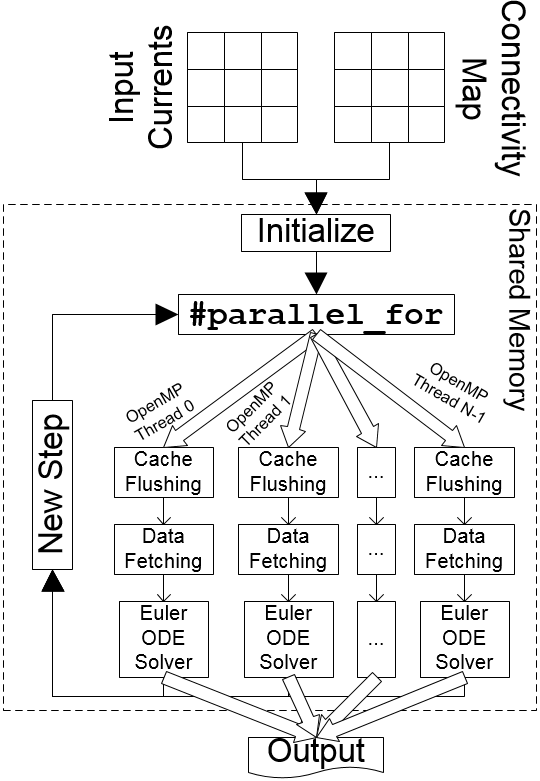 Input
Currents
Connectivity
Map
Shared Memory
Initialize
#parallel_for
OpenMP
Thread 0
OpenMP
Thread 1
OpenMP
Thread N-1
New Step
Cache
Flushing
Cache
Flushing
...
Cache
Flushing
Data
Fetching
Data
Fetching
...
Data
Fetching
Euler
ODE
Solver
Euler
ODE
Solver
...
Euler
ODE
Solver
Output